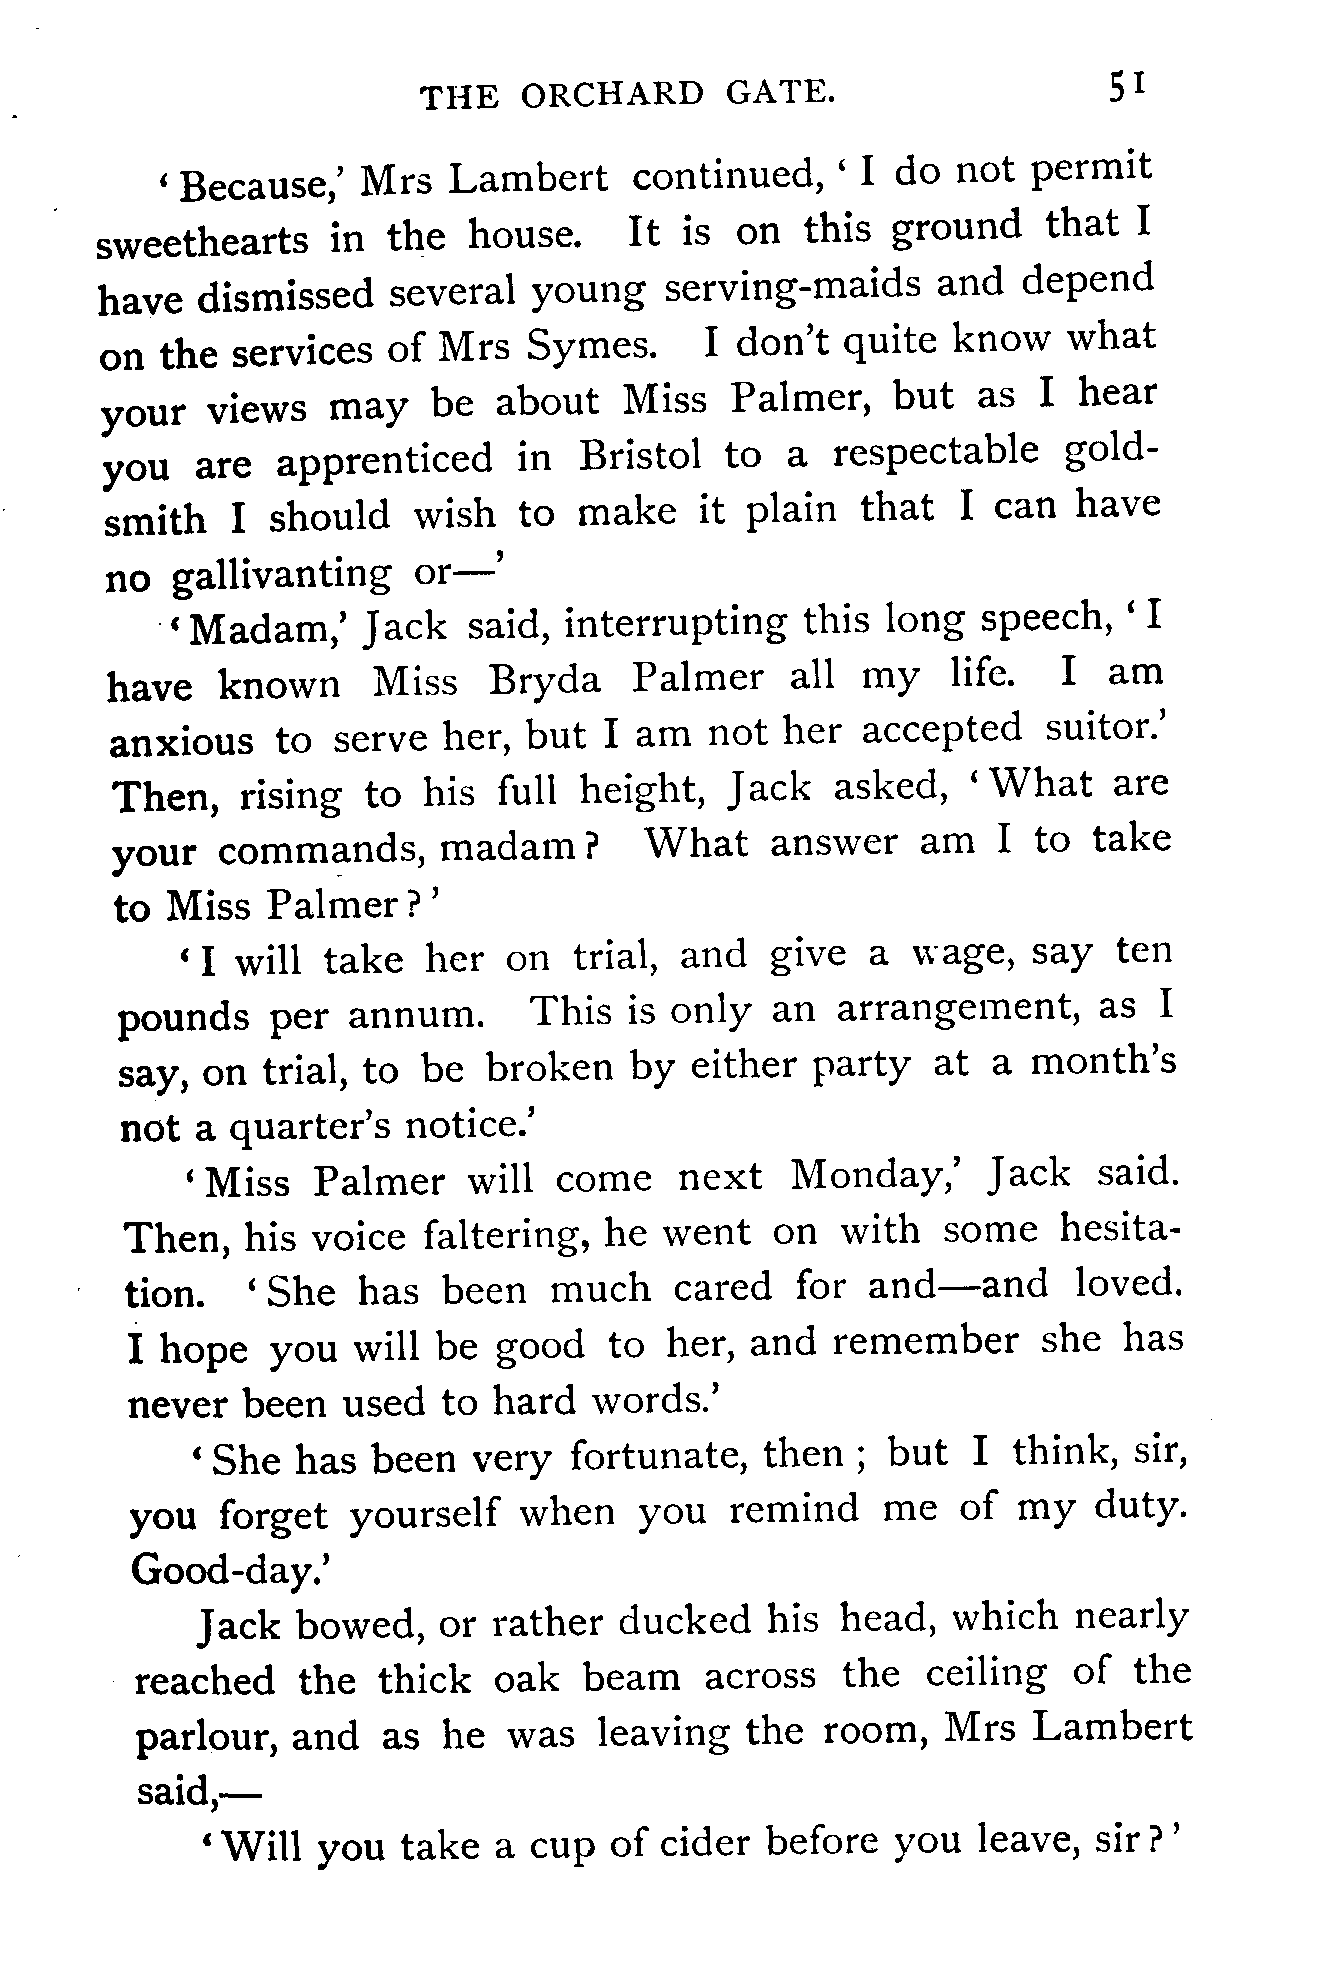 THE ORCHARD GATE. 51
‘ Because,’ Mrs Lambert continued, ‘ I do not permit
sweethearts in the house. It is on this ground that I
have dismissed several young serving-maids and depend
on the services of Mrs Symes. I don’t quite know what
your views may be about Miss Palmer, but as I hear
you are apprenticed in Bristol to a respectable gold-
smith I should wish to make it plain that I can have
no gallivanting or—’
‘ Madam,’ Jack said, interrupting this long speech, ‘ I
have known Miss Bryda Palmer all my life. I am
anxious to serve her, but I am not her accepted suitor.’
Then, rising to his full height, Jack asked, ‘ What are
your commands, madam ? What answer am I to take
to Miss Palmer ? ’
‘ I will take her on trial, and give a wage, say ten
pounds per annum. This is only an arrangement, as I
say, on trial, to be broken by either party at a month’s
not a quarter’s notice.’
‘ Miss Palmer will come next Monday,’ Jack said.
Then, his voice faltering, he went on with some hesita-
tion. ‘ She has been much cared for and—and loved.
I hope you will be good to her, and remember she has
never been used to hard words.’
‘ She has been very fortunate, then ; but I think, sir,
you forget yourself when you remind me of my duty.
Good-day.’
Jack bowed, or rather ducked his head, which nearly
reached the thick oak beam across the ceiling of the
parlour, and as he was leaving the room, Mrs Lambert
said,—
‘ Will you take a cup of cider before you leave, sir ? ’